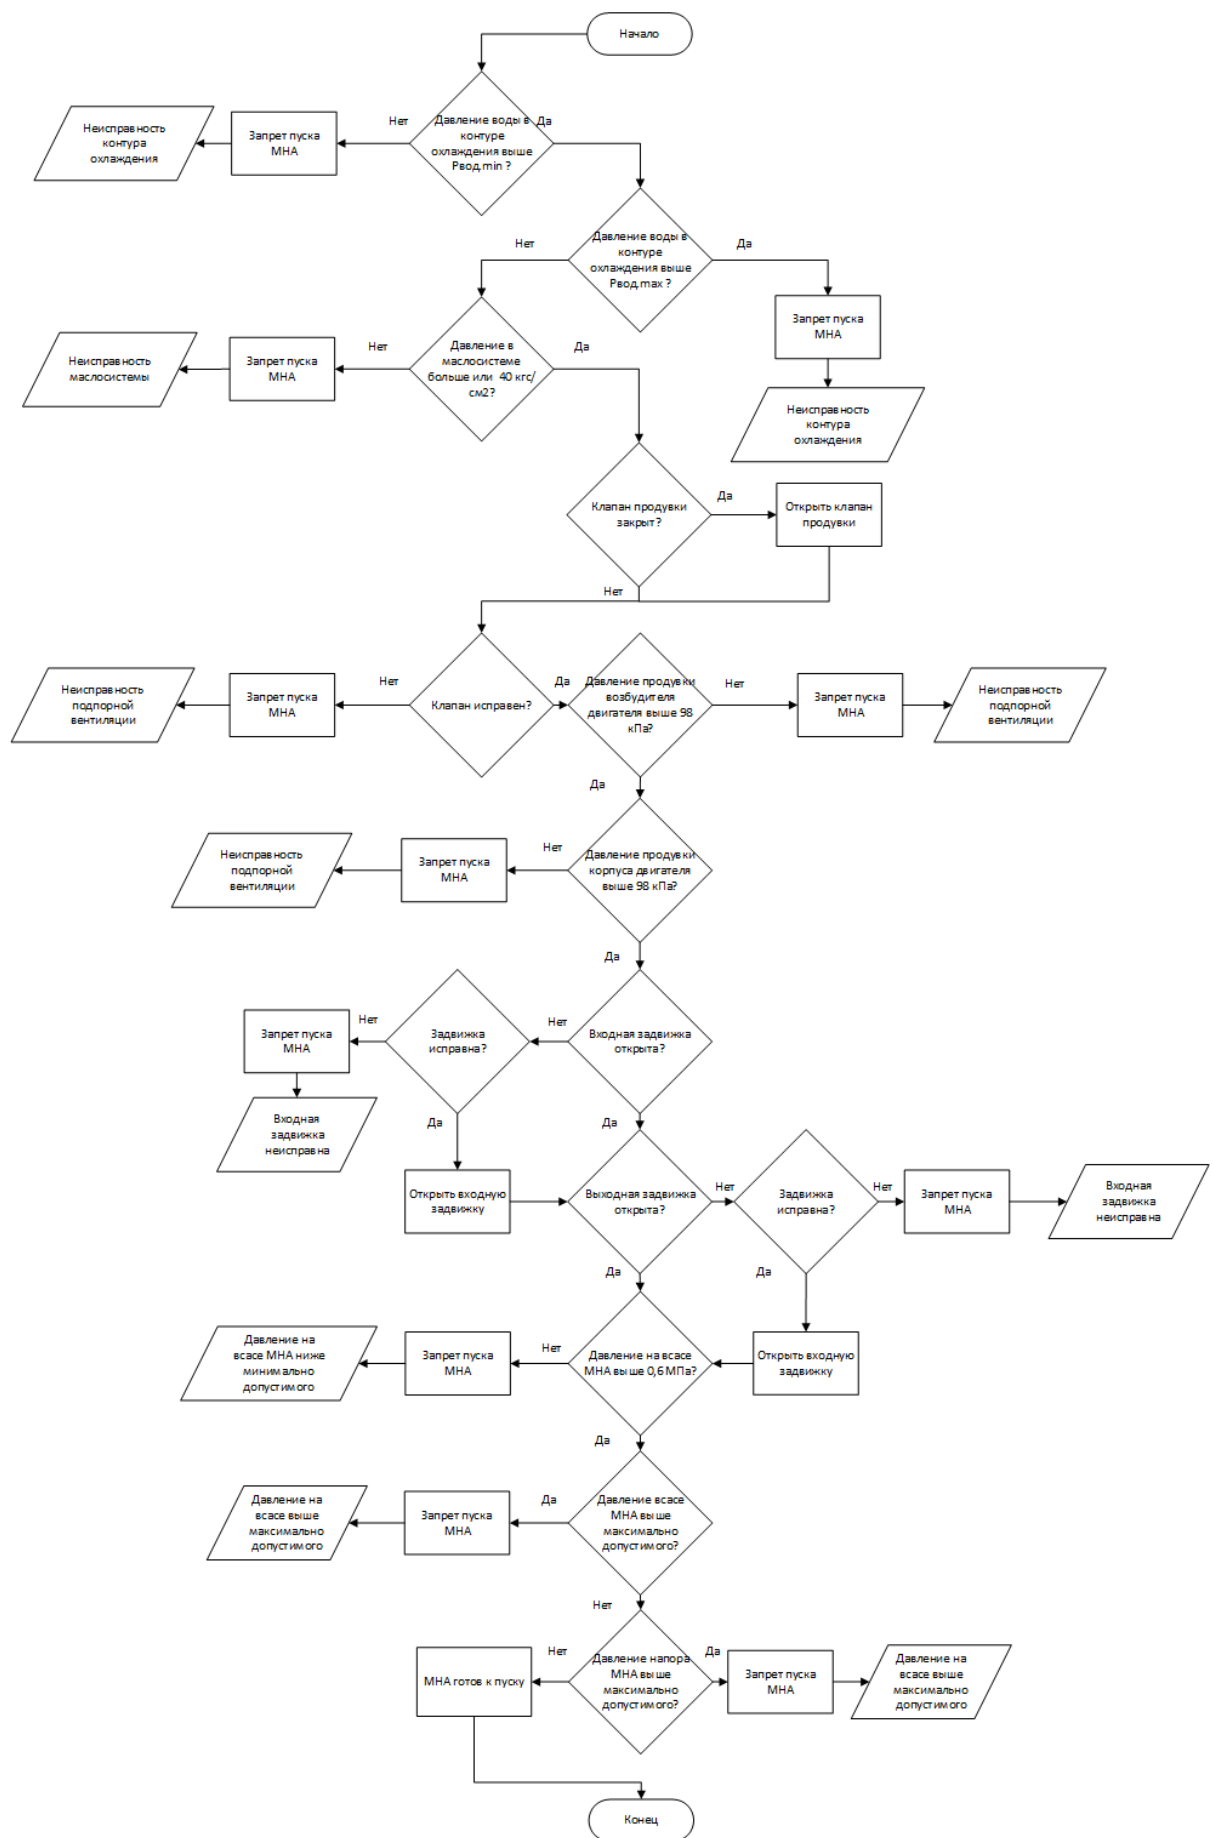 Начало
Давление воды в
контуре
охлаждения выше
Рвод.min ?
Нет
Да
Запрет пуска
МНА
Неисправность
контура
охлаждения
Давление воды в
контуре
охлаждения выше
Рвод.max ?
Нет
Да
Запрет пуска
МНА
Неисправность
контура
охлаждения
Давление в
маслосистеме
больше или 40 кгс/
см2?
Нет
Да
Запрет пуска
МНА
Неисправность
маслосистемы
Клапан продувки
закрыт?
Да
Открыть клапан
продувки
Нет
Клапан исправен?
Нет
Да
Запрет пуска
МНА
Неисправность
подпорной
вентиляции
Давление продувки
возбудителя
двигателя выше 98
кПа?
Нет
Запрет пуска
МНА
Неисправность
подпорной
вентиляции
Да
Давление продувки
корпуса двигателя
выше 98 кПа?
Нет
Запрет пуска
МНА
Неисправность
подпорной
вентиляции
Да
Входная задвижка
открыта?
Нет
Задвижка
исправна?
Нет
Запрет пуска
МНА
Входная
задвижка
неисправна
Да
Открыть входную
задвижку
Да
Выходная задвижка
открыта?
Нет
Задвижка
исправна?
Нет
Запрет пуска
МНА
Входная
задвижка
неисправна
Да
Открыть входную
задвижку
Да
Давление на всасе
МНА выше 0,6 МПа?
Нет
Запрет пуска
МНА
Давление на
всасе МНА ниже
минимально
допустимого
Да
Давление всасе
МНА выше
максимально
допустимого?
Да
Запрет пуска
МНА
Давление на
всасе выше
максимально
допустимого
Нет
Давление напора
МНА выше
максимально
допустимого?
Нет
МНА готов к пуску
Да
Запрет пуска
МНА
Давление на
всасе выше
максимально
допустимого
Конец